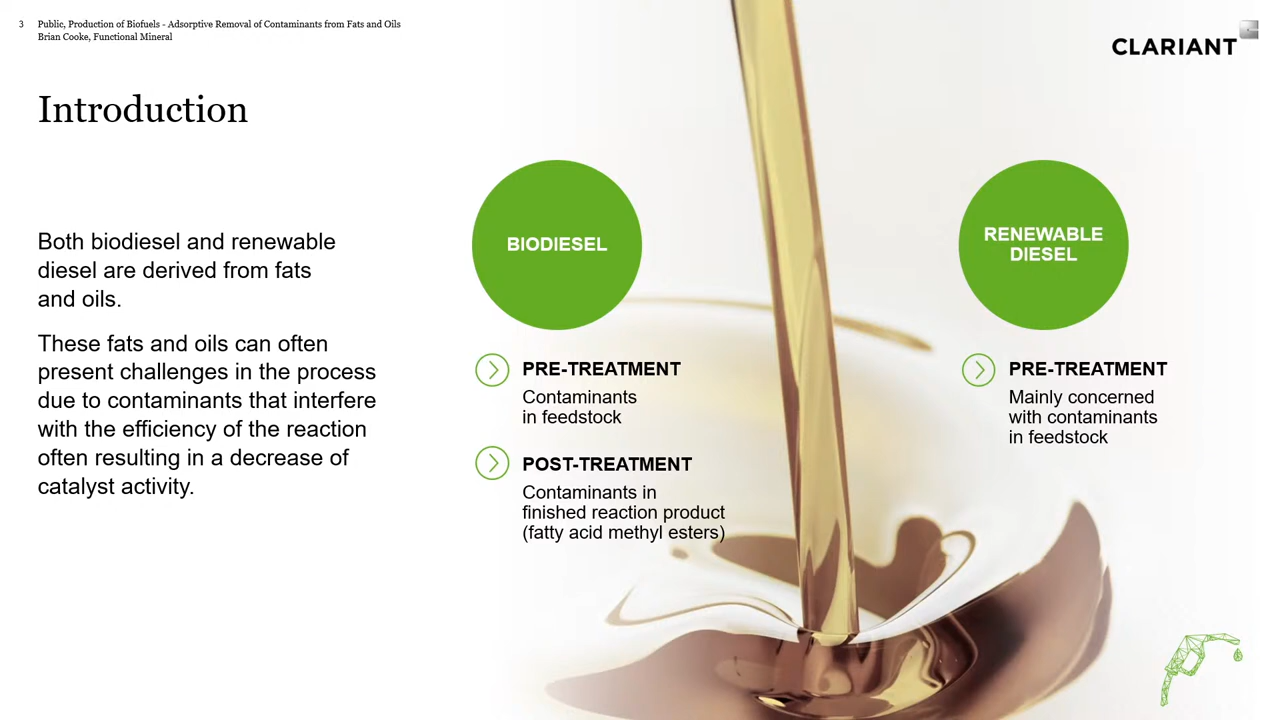 3 Public, Production of Biofuels - Adsorptive Removal of Contaminants from Fats and Oils
Brian Cooke, Functional Mineral
CLARIANT
Introduction
Both biodiesel and renewable
diesel are derived from fats
and oils.
These fats and oils can often
present challenges in the process
due to contaminants that interfere
with the efficiency of the reaction
often resulting in a decrease of
catalyst activity.
BIODIESEL
PRE-TREATMENT
Contaminants
in feedstock
POST-TREATMENT
Contaminants in
finished reaction product
(fatty acid methyl esters)
RENEWABLE
DIESEL
PRE-TREATMENT
Mainly concerned
with contaminants
in feedstock